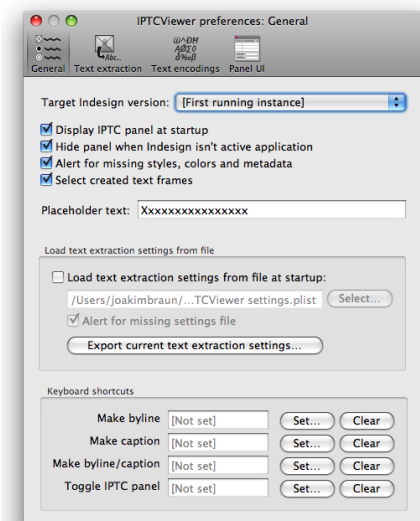 IPTCViewer preferences: General
General Text extraction Text encodings Panel UI
Target Indesign version: [First running instance]
Display IPTC panel at startup
Hide panel when Indesign isn't active application
Alert for missing styles, colors and metadata
Select created text frames
Placeholder text: Xxxxxxxxxxxxxxxx
Load text extraction settings from file
Load text extraction settings from file at startup:
/Users/joakimbraun/...TCViewer settings.plist Select...
Alert for missing settings file
Export current text extraction settings...
Keyboard shortcuts
Make byline [Not set] Set... Clear
Make caption [Not set] Set... Clear
Make byline/caption [Not set] Set... Clear
Toggle IPTC panel [Not set] Set... Clear